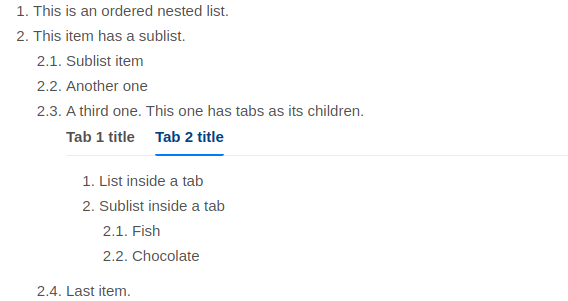 1. This is an ordered nested list.
2. This item has a sublist.
2.1. Sublist item
2.2. Another one
2.3. A third one. This one has tabs as its children.
Tab 1 title Tab 2 title
1. List inside a tab
2. Sublist inside a tab
2.1. Fish
2.2. Chocolate
2.4. Last item.